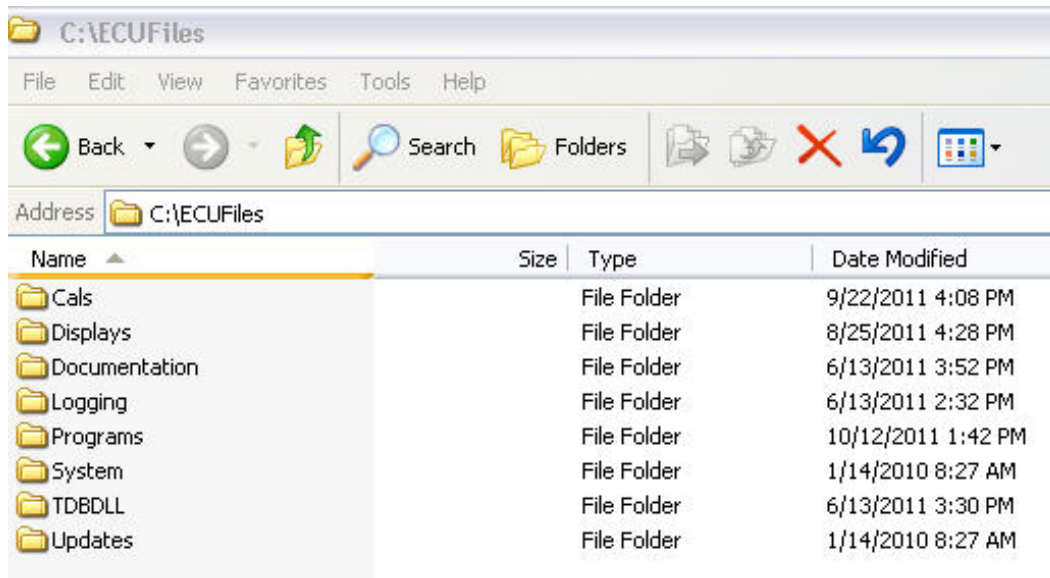 C:\ECUFiles
File Edit View Favorites Tools Help
Back Search Folders
Address C:\ECUFiles
Name Size Type Date Modified
Cals File Folder 9/22/2011 4:08 PM
Displays File Folder 8/25/2011 4:28 PM
Documentation File Folder 6/13/2011 3:52 PM
Logging File Folder 6/13/2011 2:32 PM
Programs File Folder 10/12/2011 1:42 PM
System File Folder 1/14/2010 8:27 AM
TDBDLL File Folder 6/13/2011 3:30 PM
Updates File Folder 1/14/2010 8:27 AM